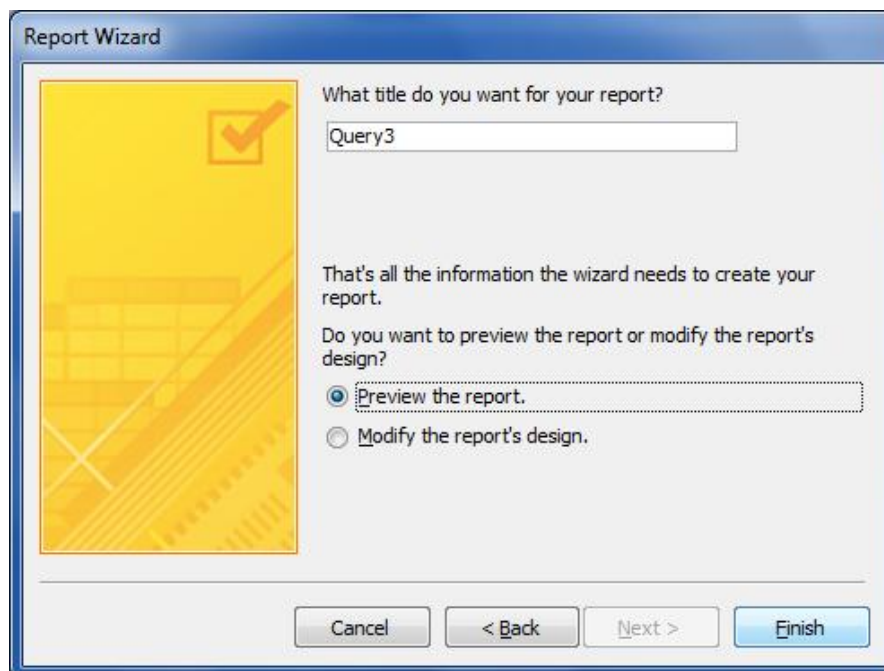 Report Wizard
What title do you want for your report?
Query3
That's all the information the wizard needs to create your
report.
Do you want to preview the report or modify the report's
design?
Preview the report.
Modify the report's design.
Cancel
< Back
Next >
Finish